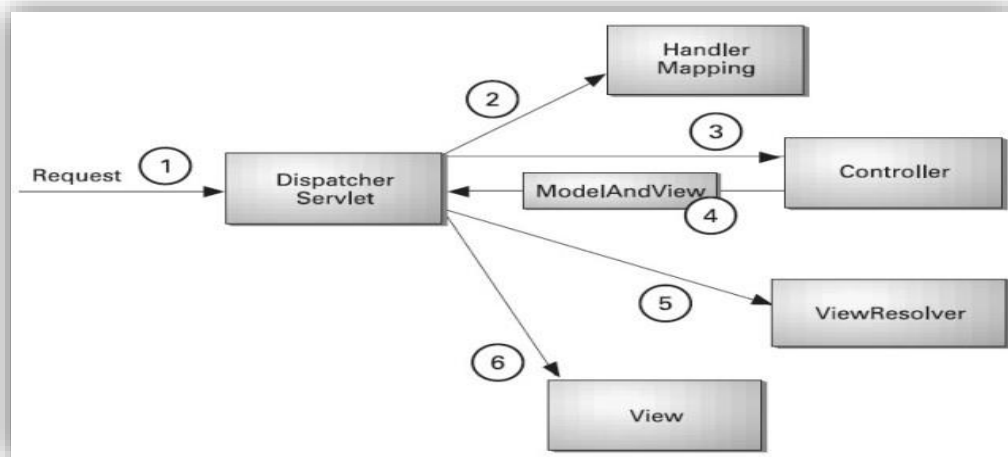 Handler
Mapping
2
3
Request
1
Dispatcher
Servlet
ModelAndView
4
Controller
5
ViewResolver
6
View